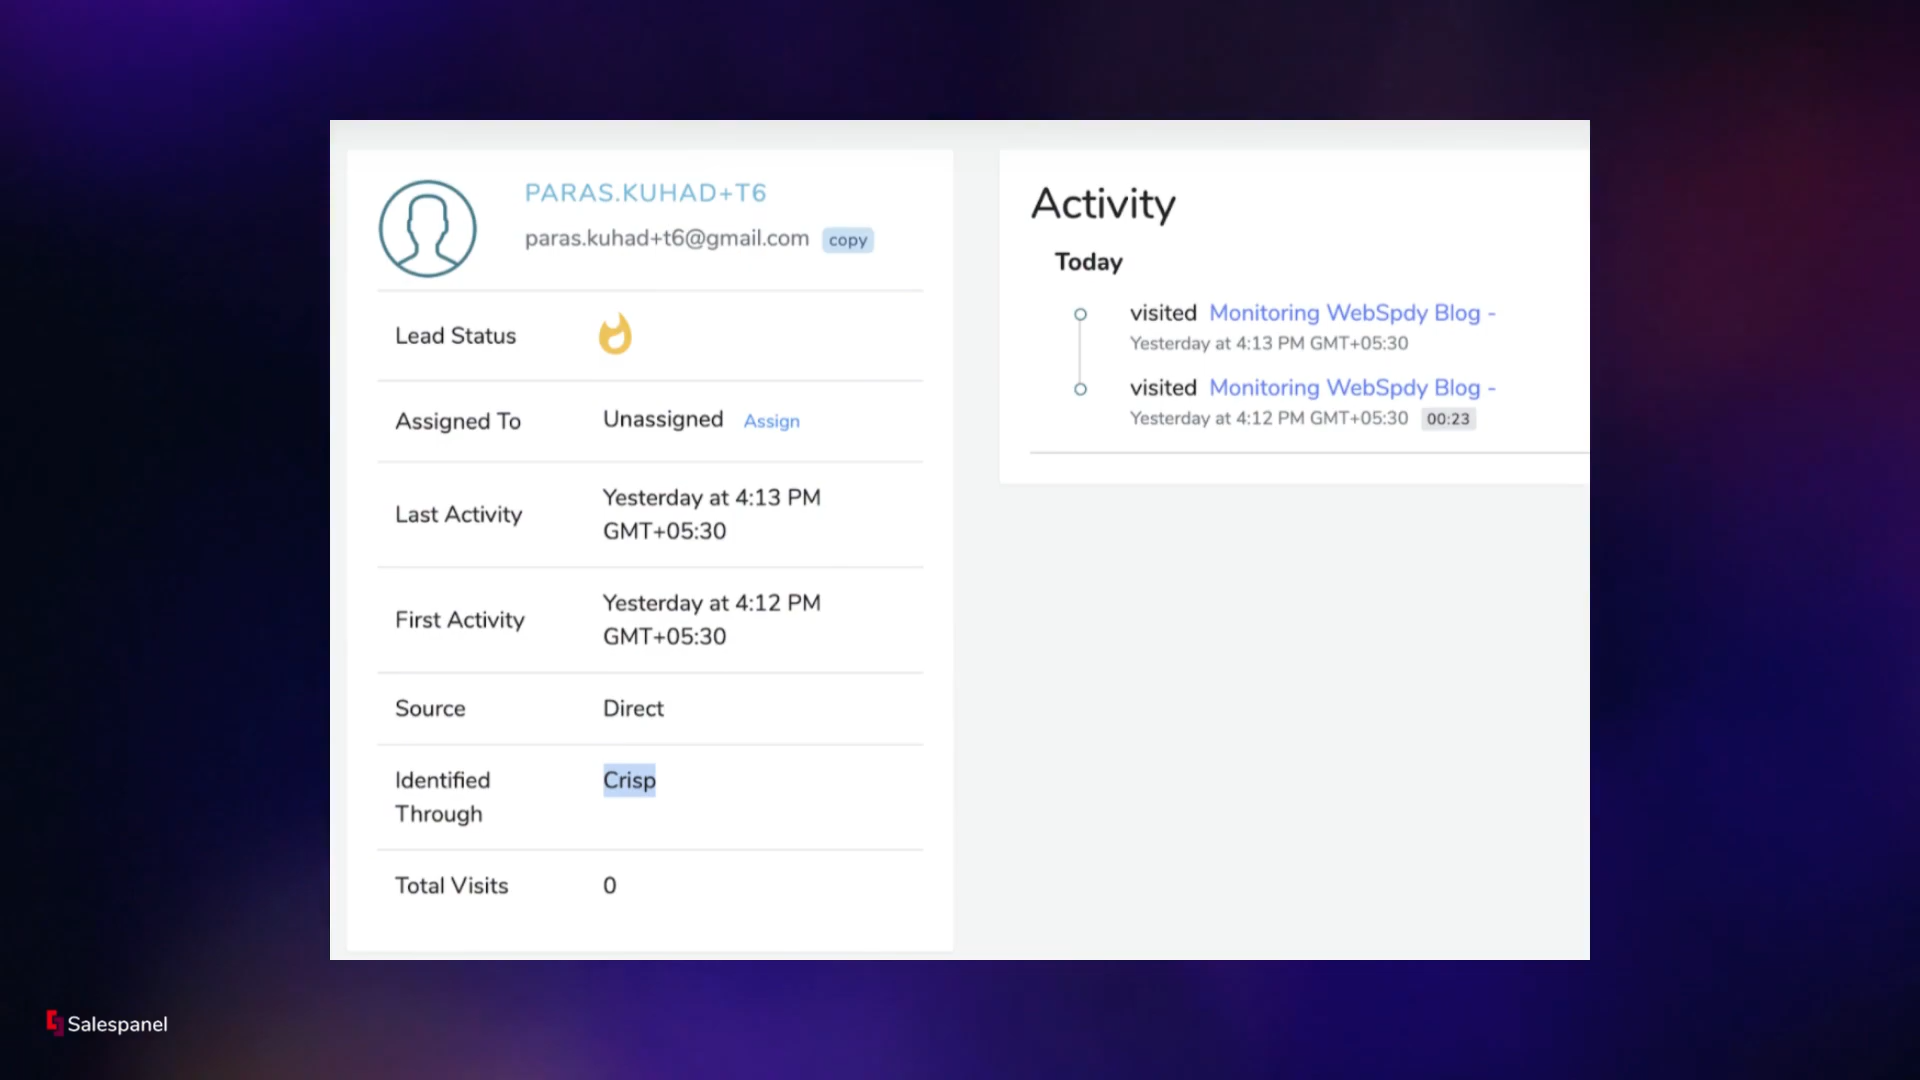 PARAS.KUHAD+T6
paras.kuhad+t6@gmail.com copy
Lead Status
Assigned To Unassigned Assign
Last Activity Yesterday at 4:13 PM
GMT+05:30
First Activity Yesterday at 4:12 PM
GMT+05:30
Source Direct
Identified Crisp
Through
Total Visits 0
Activity
Today
visited Monitoring WebSpdy Blog -
Yesterday at 4:13 PM GMT+05:30
visited Monitoring WebSpdy Blog -
Yesterday at 4:12 PM GMT+05:30 00:23
Salespanel